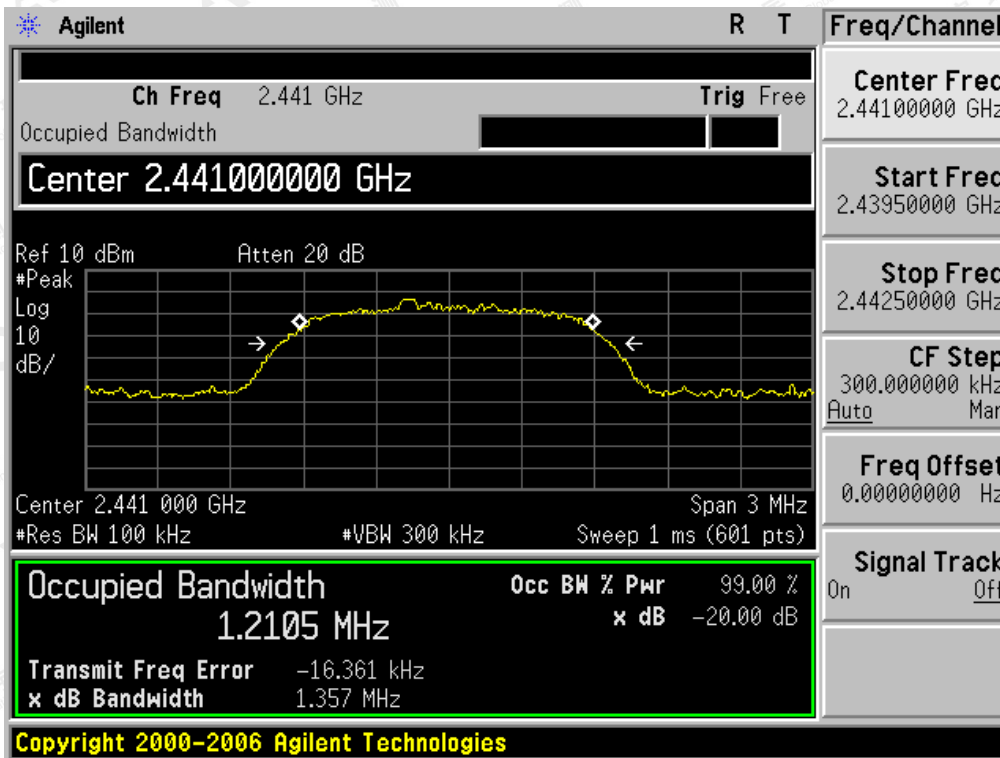 Agilent
R T
Ch Freq 2.441 GHz
Trig Free
Occupied Bandwidth
Center 2.441000000 GHz
Ref 10 dBm
Atten 20 dB
#Peak
Log
10
dB/
Center 2.441 000 GHz
Span 3 MHz
#Res BW 100 kHz
#VBW 300 kHz
Sweep 1 ms (601 pts)
Occupied Bandwidth
1.2105 MHz
Occ BW % Pwr 99.00 %
x dB -20.00 dB
Transmit Freq Error -16.361 kHz
x dB Bandwidth 1.357 MHz
Copyright 2000-2006 Agilent Technologies
Freq/Channel
Center Freq
2.44100000 GHz
Start Freq
2.43950000 GHz
Stop Freq
2.44250000 GHz
CF Step
300.000000 kHz
Auto Man
Freq Offset
0.00000000 Hz
Signal Track
On Off